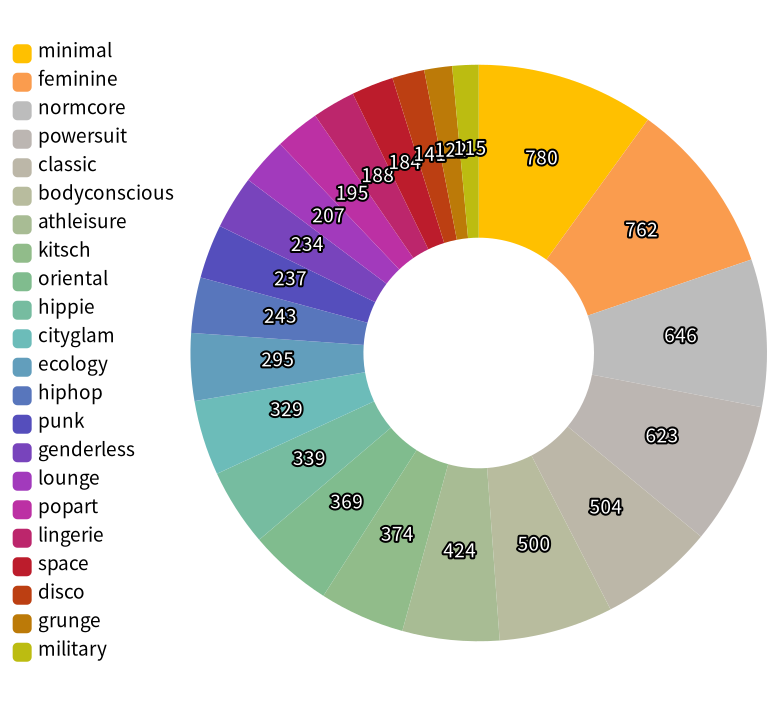 minimal
feminine
normcore
powersuit
classic
bodyconscious
athleisure
kitsch
oriental
hippie
cityglam
ecology
hiphop
punk
genderless
lounge
popart
lingerie
space
disco
grunge
military
780
762
646
623
504
500
424
374
369
339
329
295
243
237
234
207
195
188
184
141
115